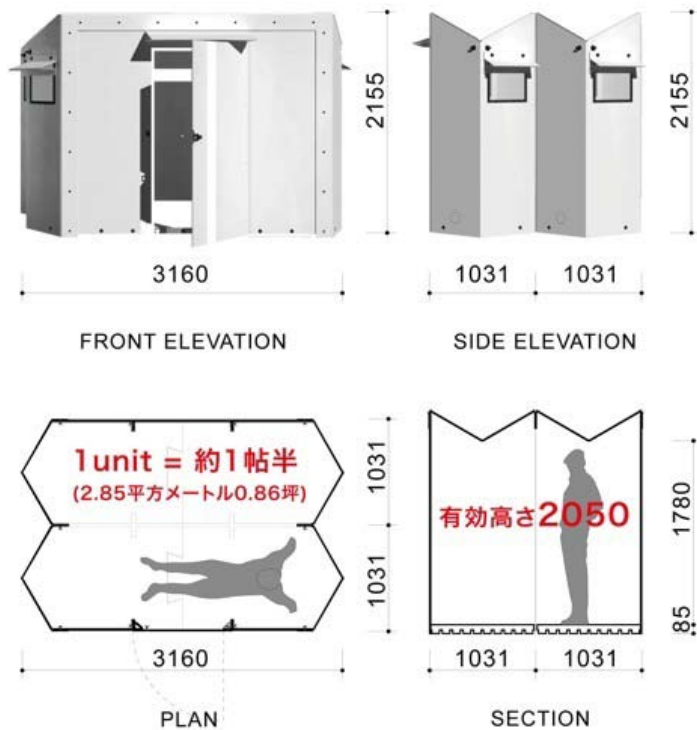 2155
2155
3160
1031
1031
FRONT ELEVATION
SIDE ELEVATION
1unit = 約1帖半
(2.85平方メートル0.86坪)
1031
1031
有効高さ2050
1780
85
3160
1031
1031
PLAN
SECTION